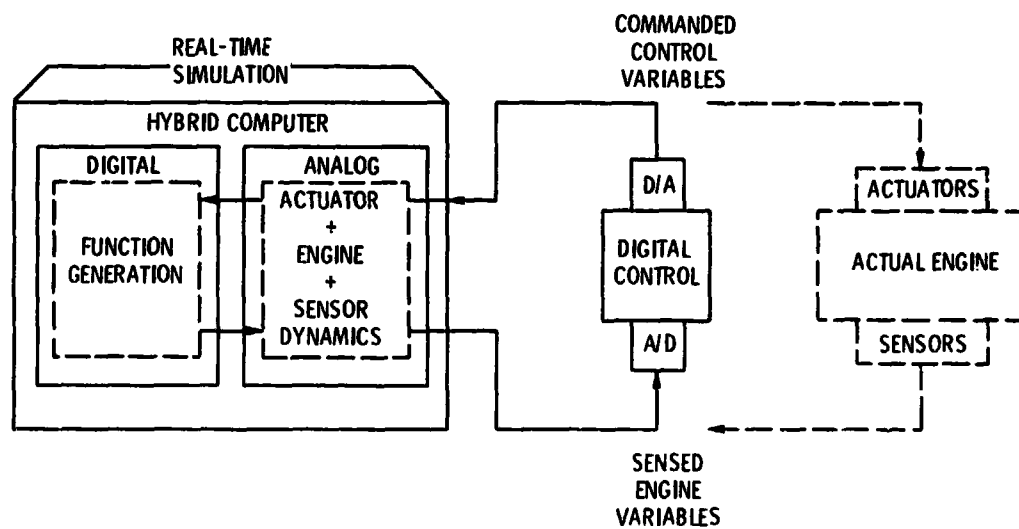 REAL-TIME
SIMULATION
COMMANDED
CONTROL
VARIABLES
HYBRID COMPUTER
DIGITAL
FUNCTION
GENERATION
ANALOG
ACTUATOR
+
ENGINE
+
SENSOR
DYNAMICS
D/A
DIGITAL
CONTROL
A/D
ACTUATORS
ACTUAL ENGINE
SENSORS
SENSED
ENGINE
VARIABLES